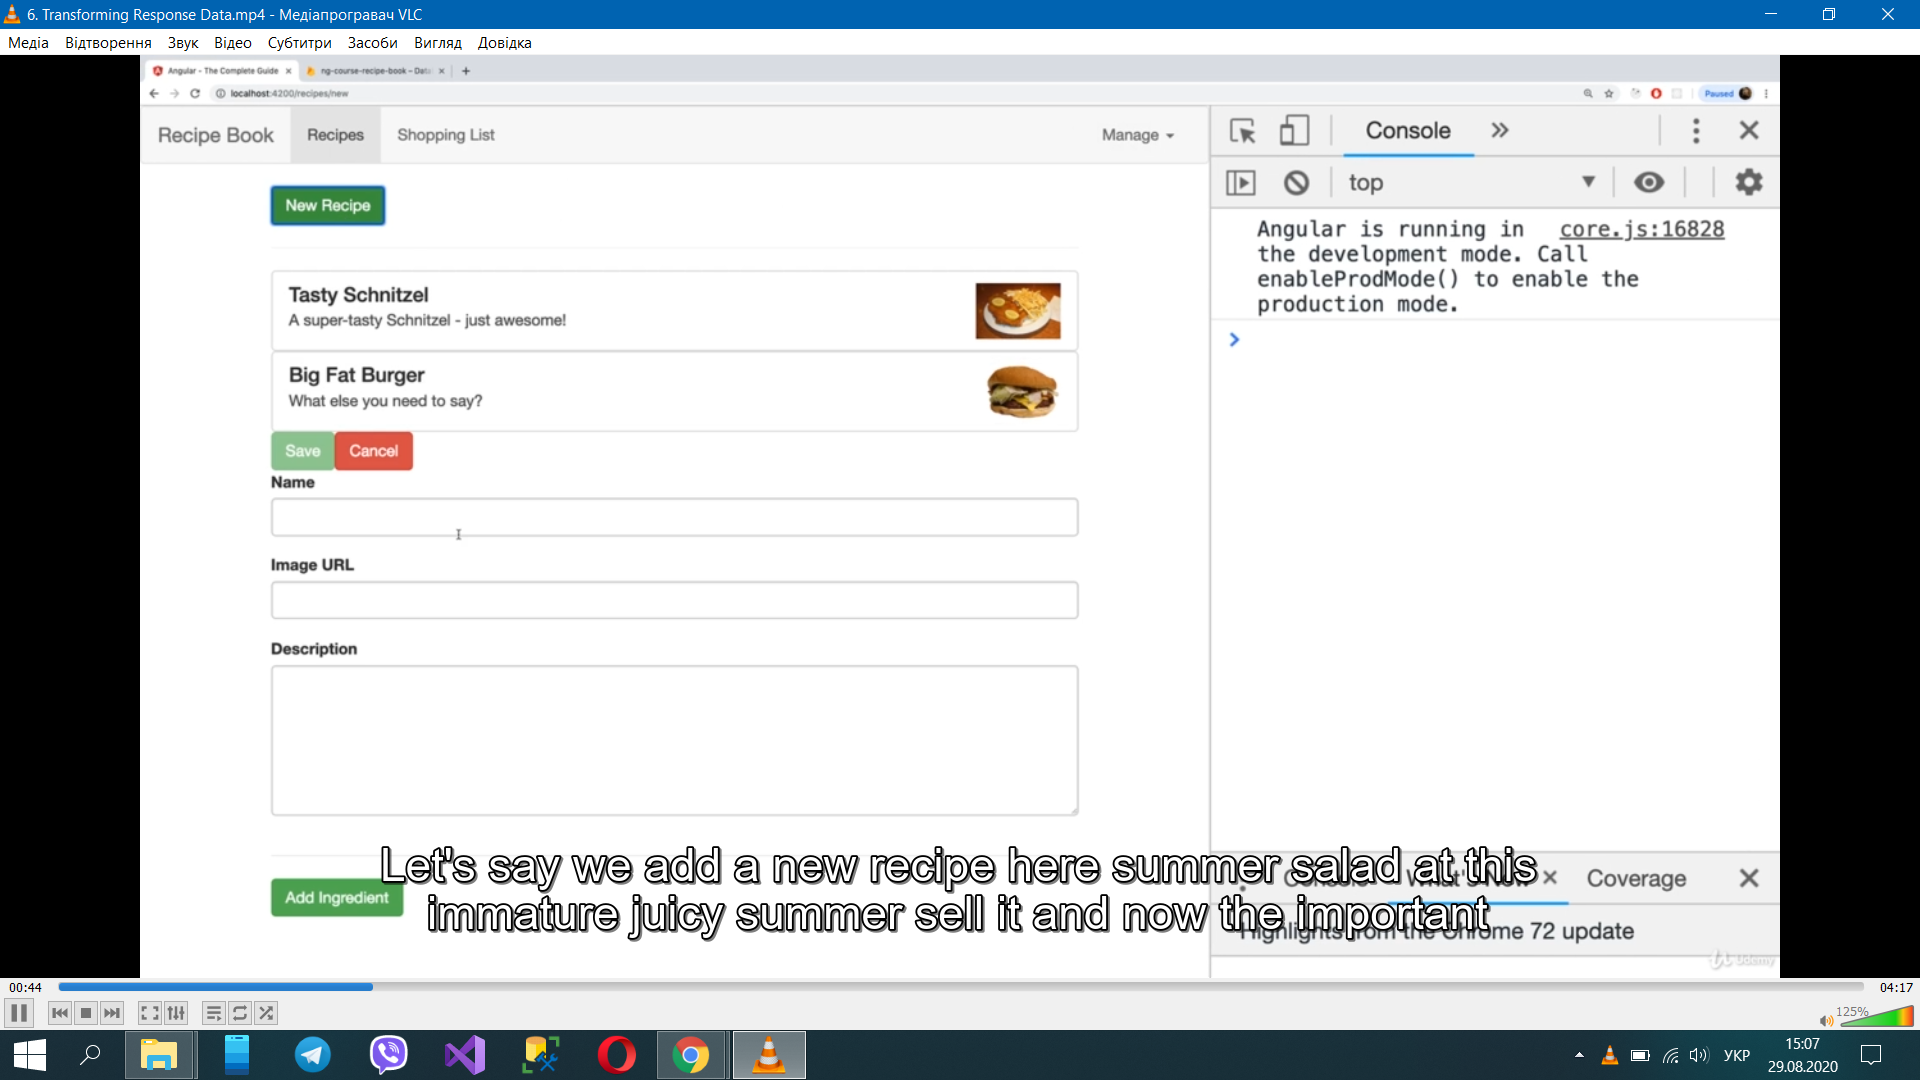 6. Transforming Response Data.mp4 - Медіапрогравач VLC
Медіа Відтворення Звук Відео Субтитри Засоби Вигляд Довідка
Angular - The Complete Guide
ng-course-recipe-book – Data
localhost:4200/recipes/new
Paused
Recipe Book Recipes Shopping List Manage
New Recipe
Tasty Schnitzel
A super-tasty Schnitzel - just awesome!
Big Fat Burger
What else you need to say?
Save Cancel
Name
Image URL
Description
Add Ingredient
Console
top
Angular is running in core.js:16828
the development mode. Call
enableProdMode() to enable the
production mode.
Console What's New Coverage
Highlights from the Chrome 72 update
Udemy
Let's say we add a new recipe here summer salad at this
immature juicy summer sell it and now the important
00:44 04:17
125%
УКР
15:07
29.08.2020